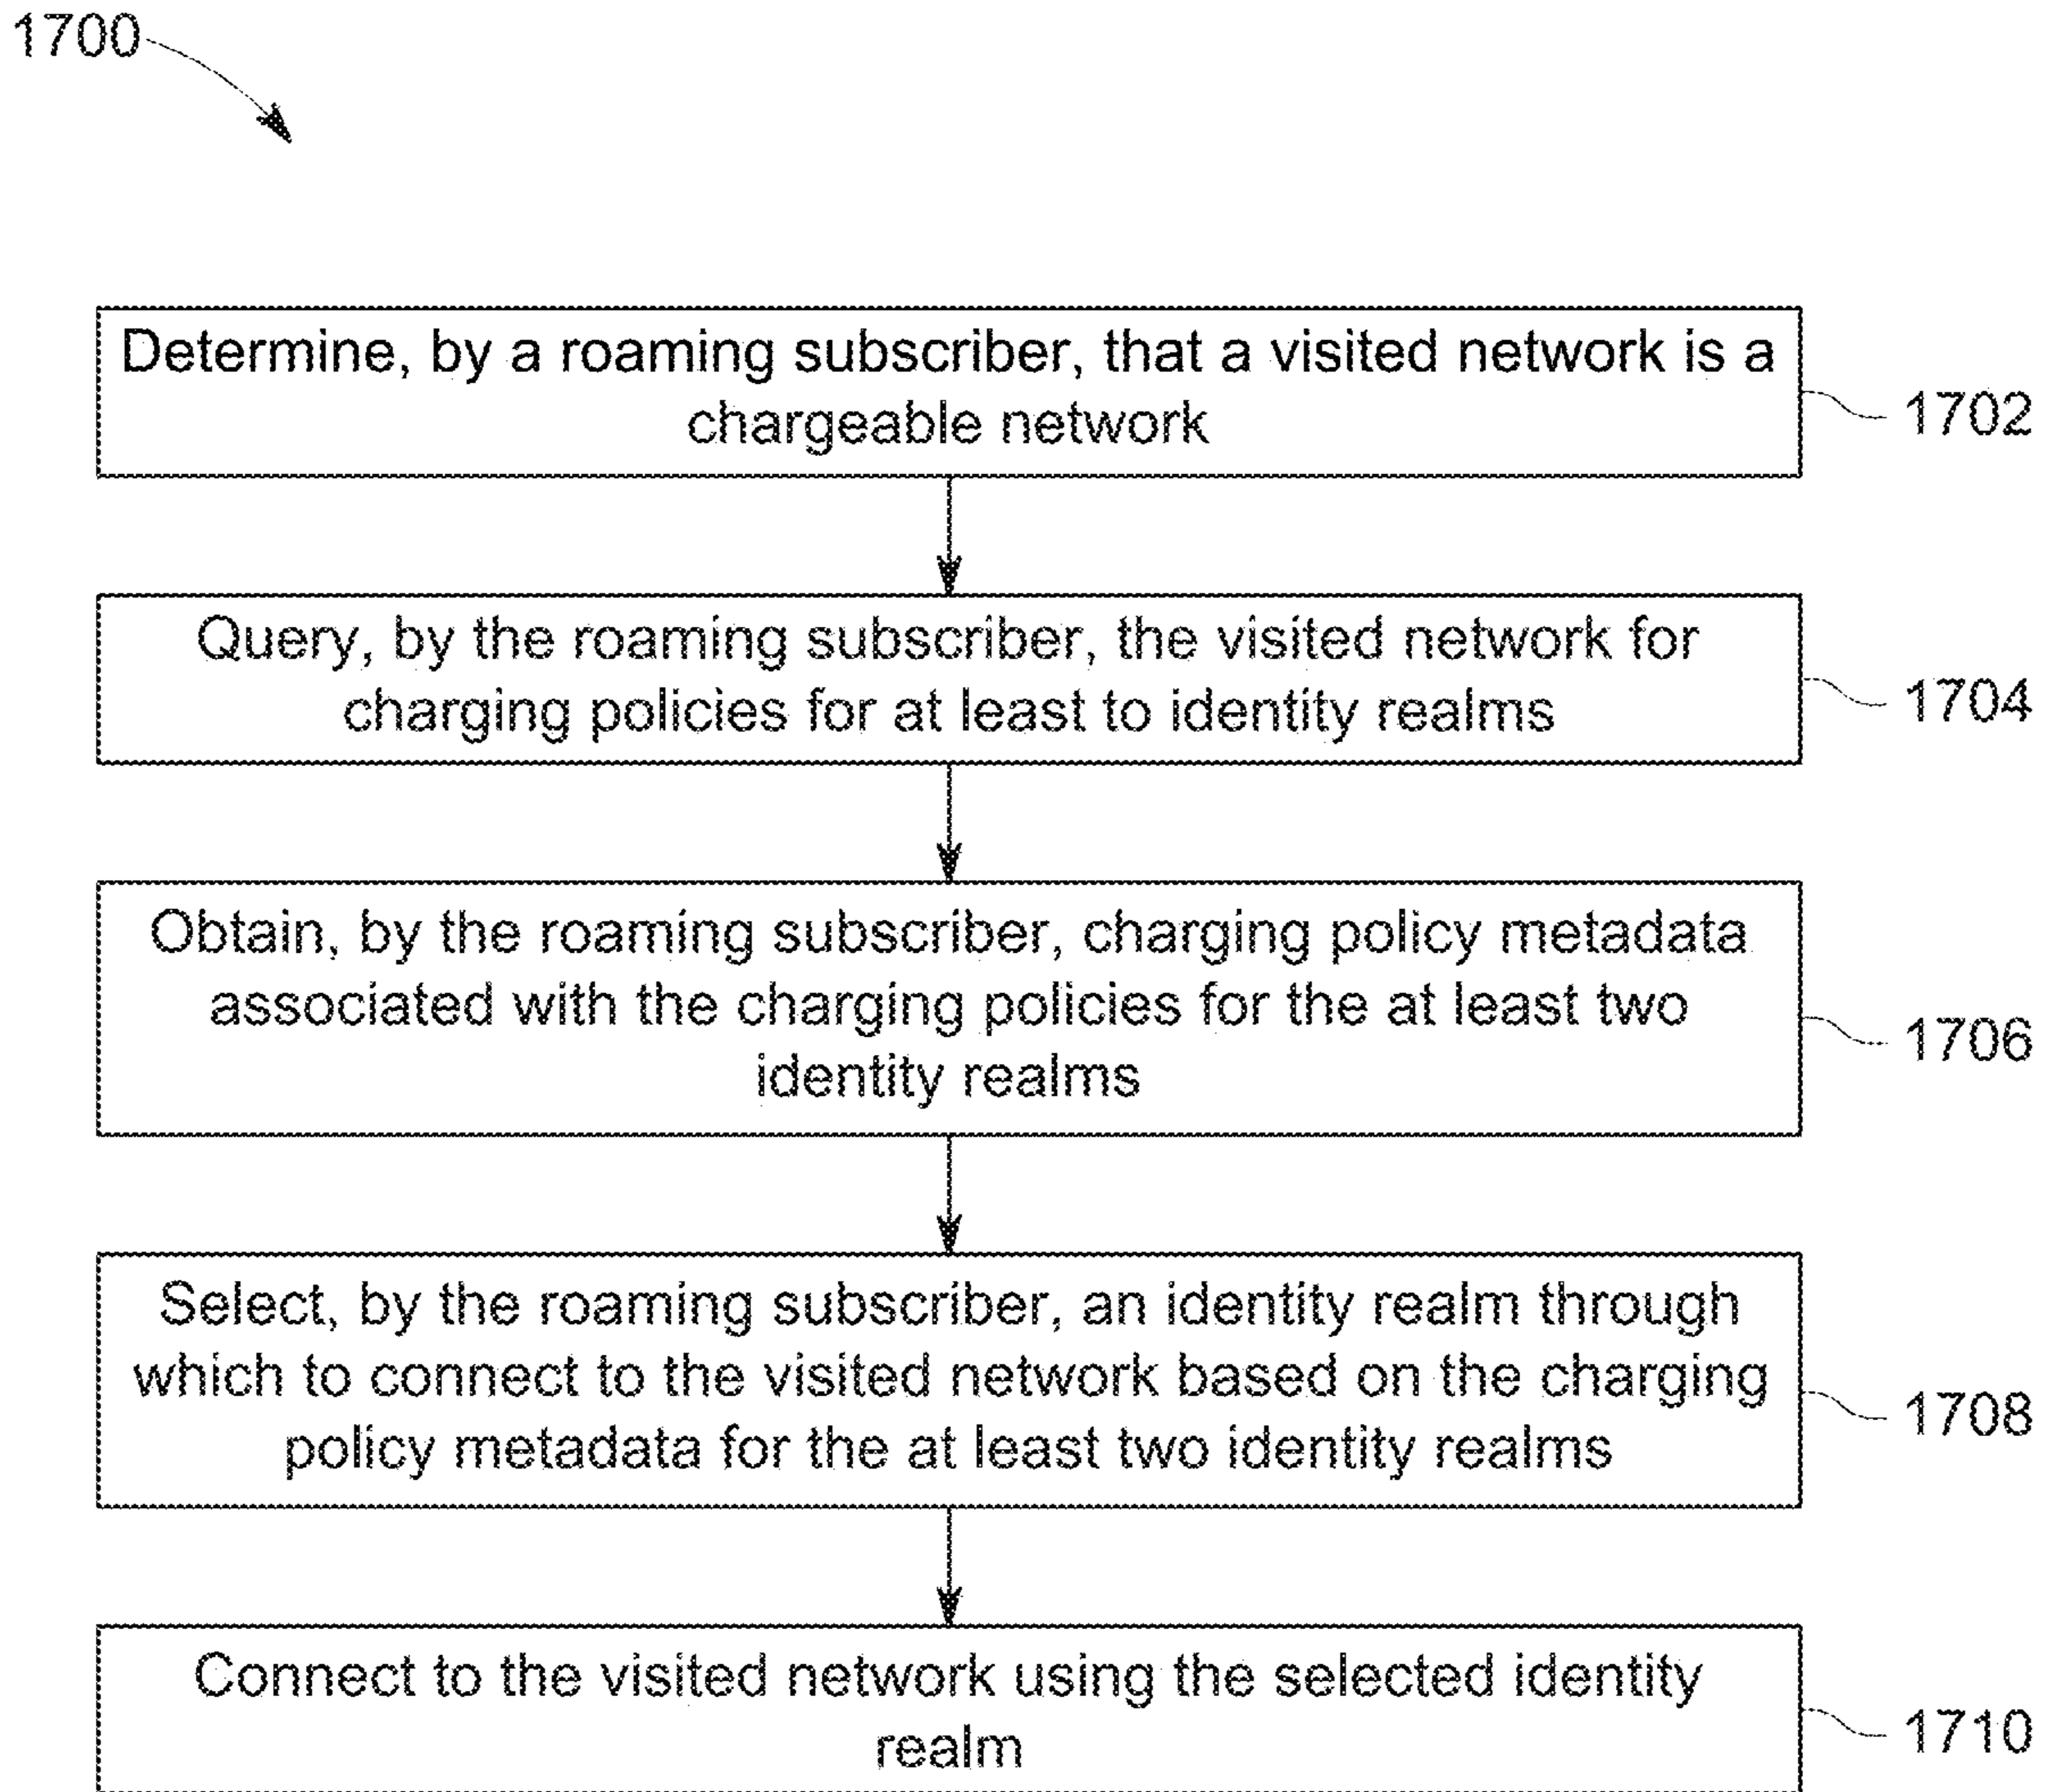 1700
Determine, by a roaming subscriber, that a visited network is a
chargeable network
1702
Query, by the roaming subscriber, the visited network for
charging policies for at least to identity realms
1704
Obtain, by the roaming subscriber, charging policy metadata
associated with the charging policies for the at least two
identity realms
1706
Select, by the roaming subscriber, an identity realm through
which to connect to the visited network based on the charging
policy metadata for the at least two identity realms
1708
Connect to the visited network using the selected identity
realm
1710